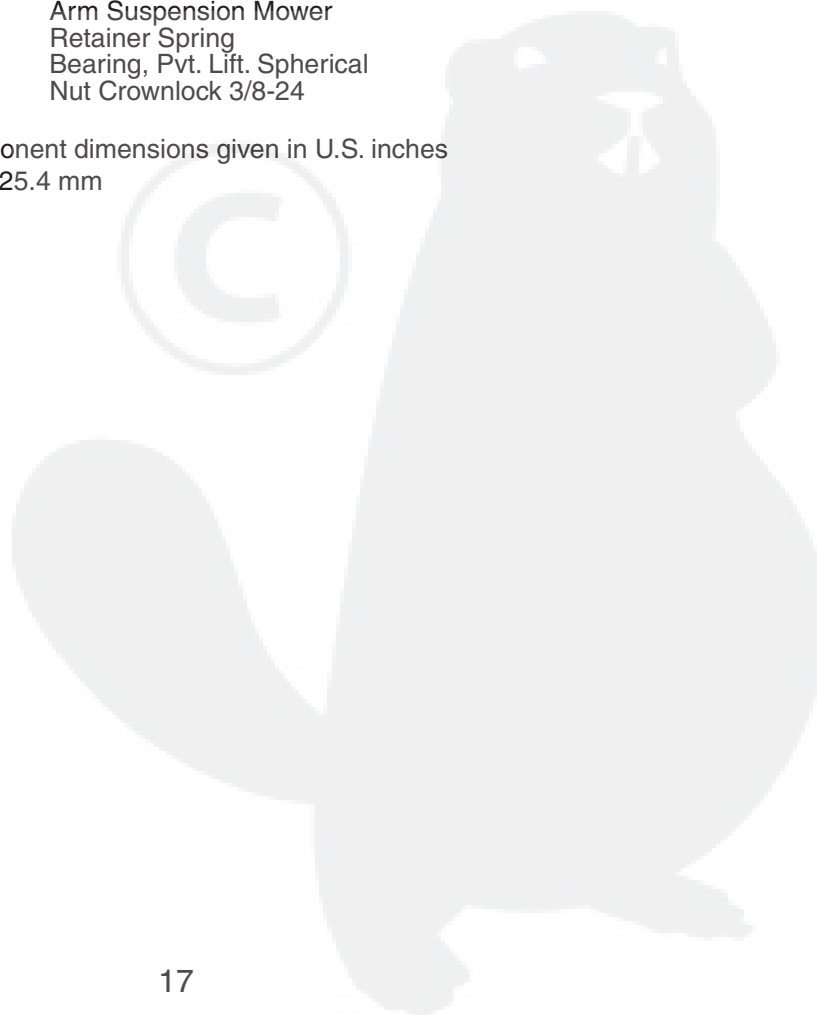 Arm Suspension Mower
Retainer Spring
Bearing, Pvt. Lift. Spherical
Nut Crownlock 3/8-24
onent dimensions given in U.S. inches
25.4 mm
©
17